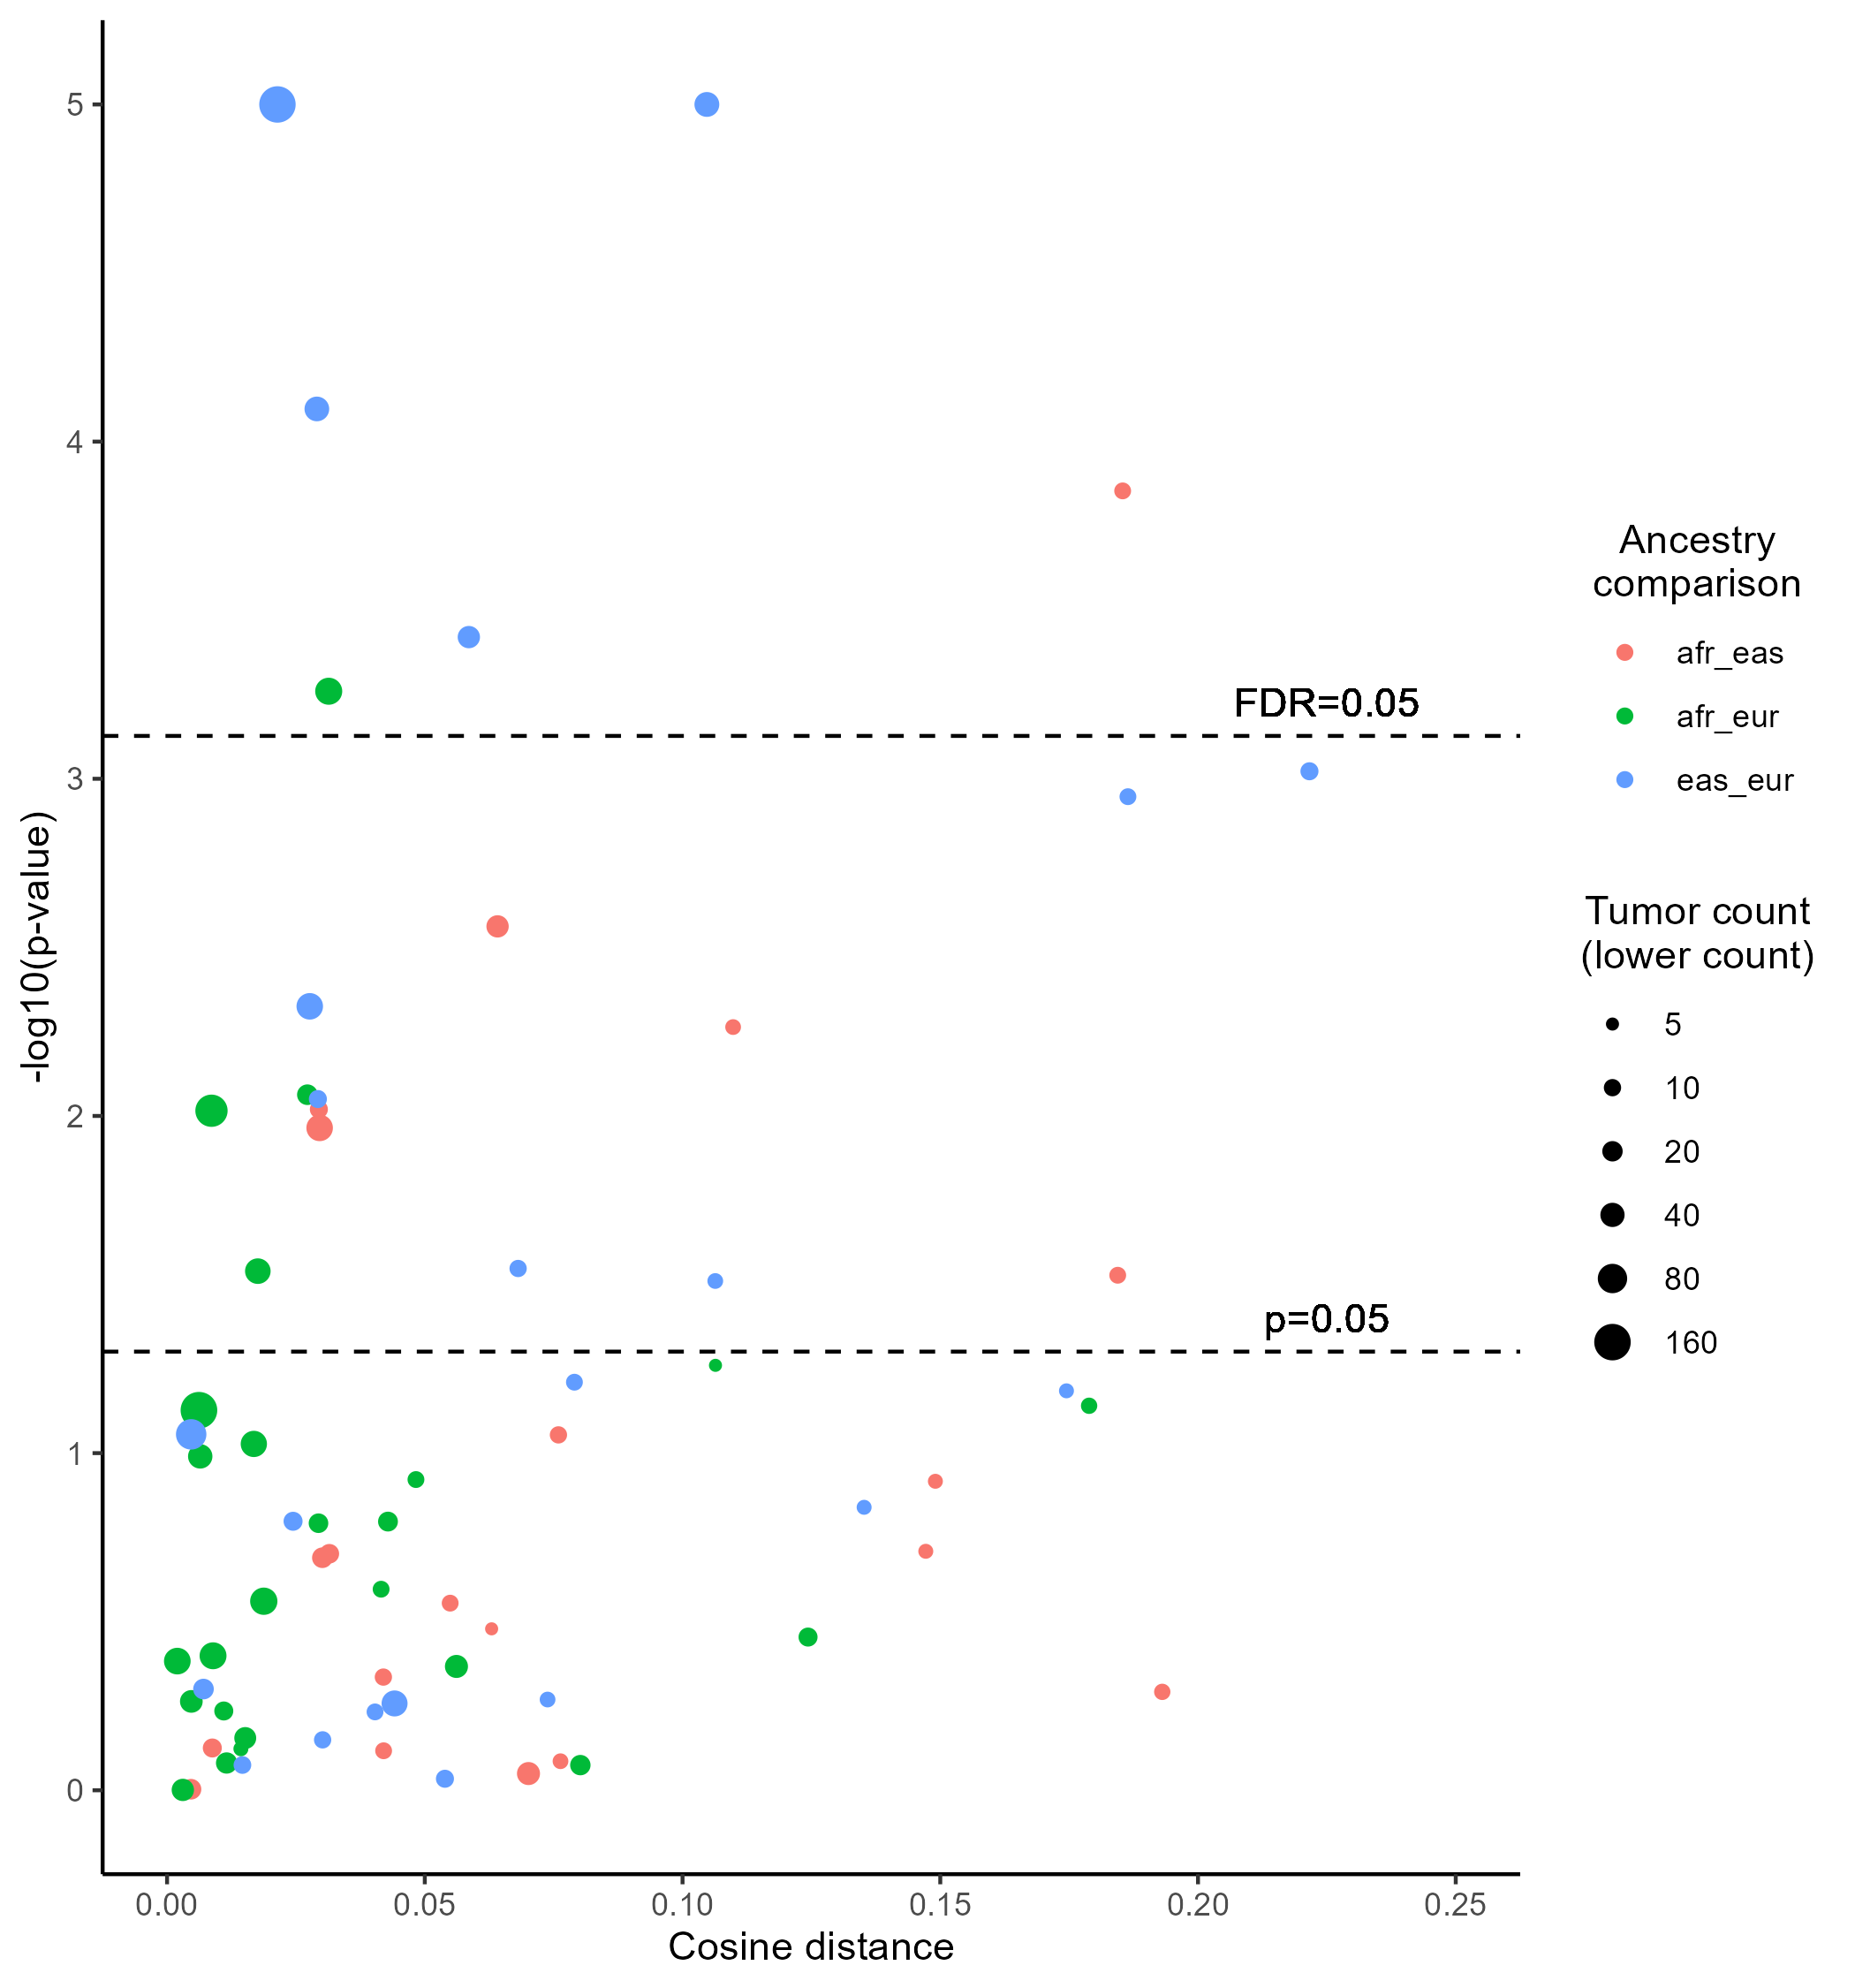 5
4
3
2
1
0
-log10(p-value)
FDR=0.05
p=0.05
0.00
0.05
0.10
0.15
0.20
0.25
Cosine distance
Ancestry
comparison
afr_eas
afr_eur
eas_eur
Tumor count
(lower count)
5
10
20
40
80
160